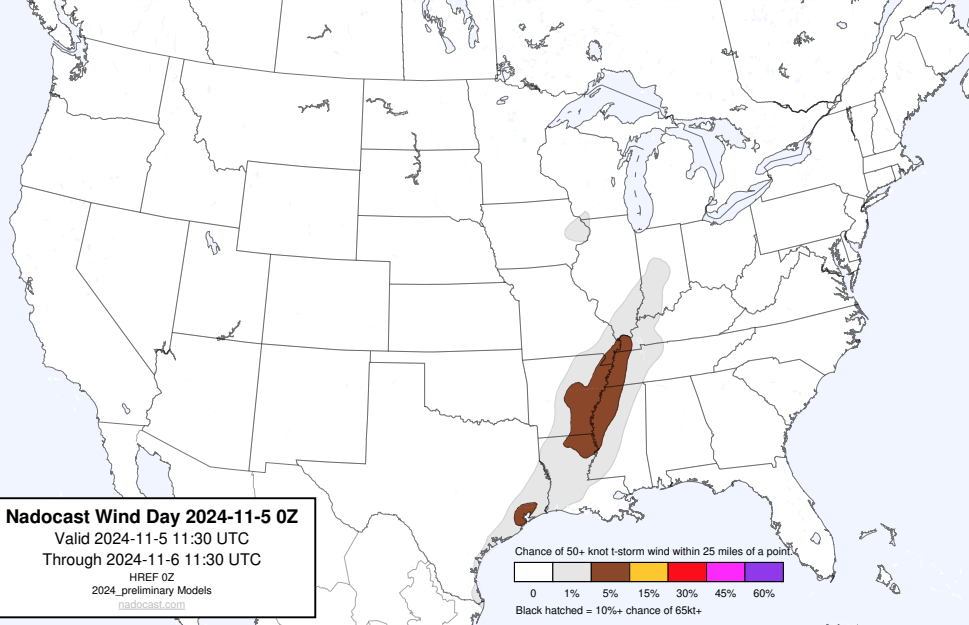 Nadocast Wind Day 2024-11-5 0Z
Valid 2024-11-5 11:30 UTC
Through 2024-11-6 11:30 UTC
HREF 0Z
2024_preliminary Models
nadocast.com
Chance of 50+ knot t-storm wind within 25 miles of a point.
0 1% 5% 15% 30% 45% 60%
Black hatched = 10%+ chance of 65kt+